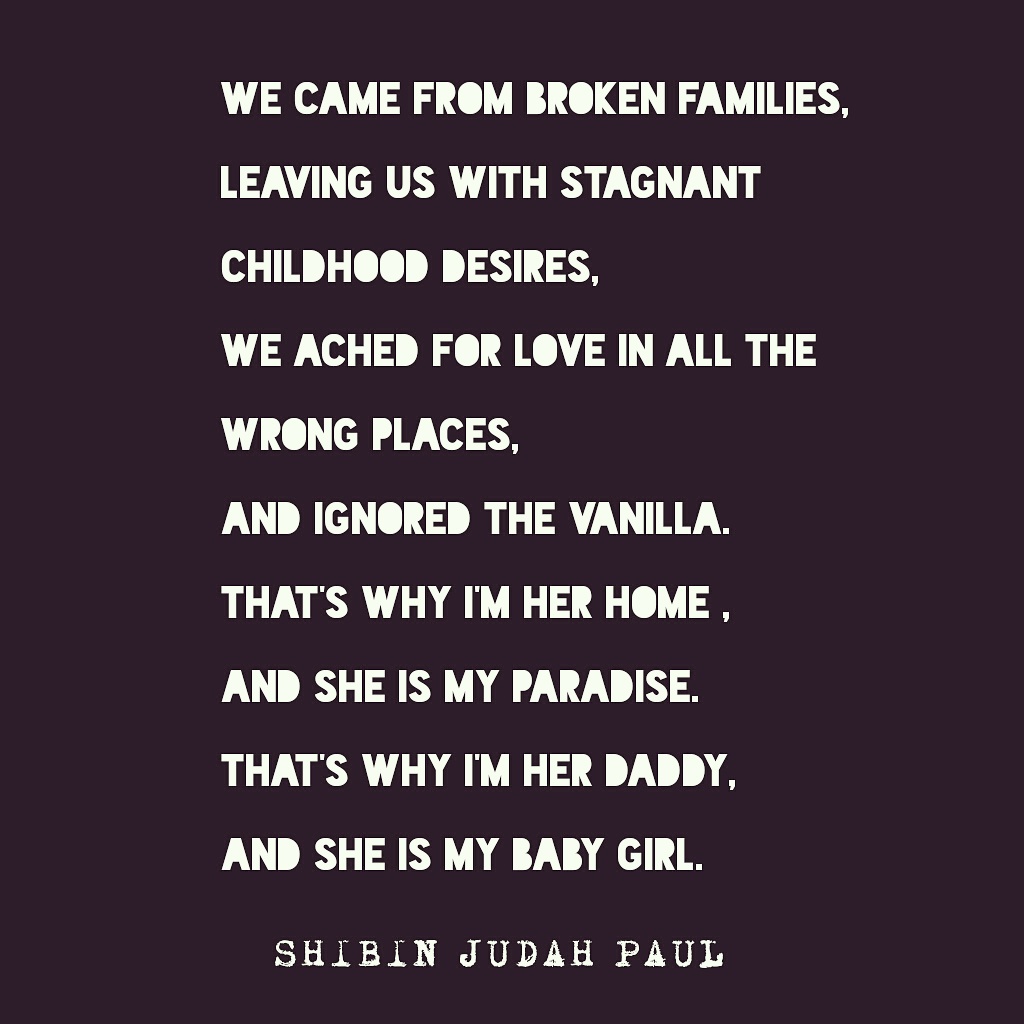 WE CAME FROM BROKEN FAMILIES,
LEAVING US WITH STAGNANT
CHILDHOOD DESIRES,
WE ACHED FOR LOVE IN ALL THE
WRONG PLACES,
AND IGNORED THE VANILLA.
THAT'S WHY I'M HER HOME ,
AND SHE IS MY PARADISE.
THAT'S WHY I'M HER DADDY,
AND SHE IS MY BABY GIRL.
SHIBIN JUDAH PAUL